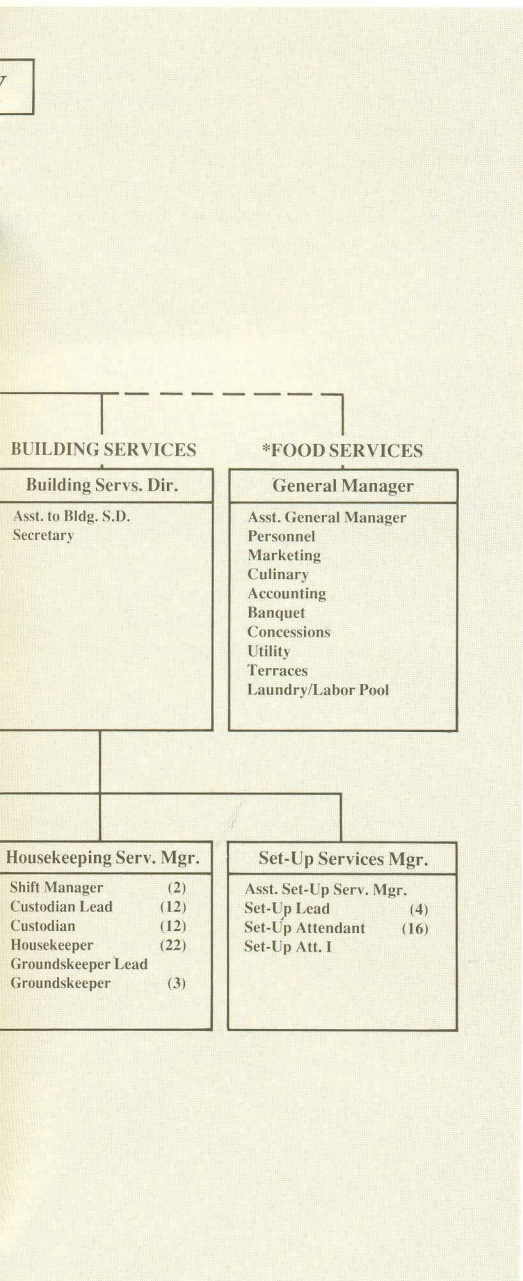 Y
BUILDING SERVICES
Building Servs. Dir.
Asst. to Bldg. S.D.
Secretary
*FOOD SERVICES
General Manager
Asst. General Manager
Personnel
Marketing
Culinary
Accounting
Banquet
Concessions
Utility
Terraces
Laundry/Labor Pool
Housekeeping Serv. Mgr.
Shift Manager (2)
Custodian Lead (12)
Custodian (12)
Housekeeper (22)
Groundskeeper Lead
Groundskeeper (3)
Set-Up Services Mgr.
Asst. Set-Up Serv. Mgr.
Set-Up Lead (4)
Set-Up Attendant (16)
Set-Up Att. I